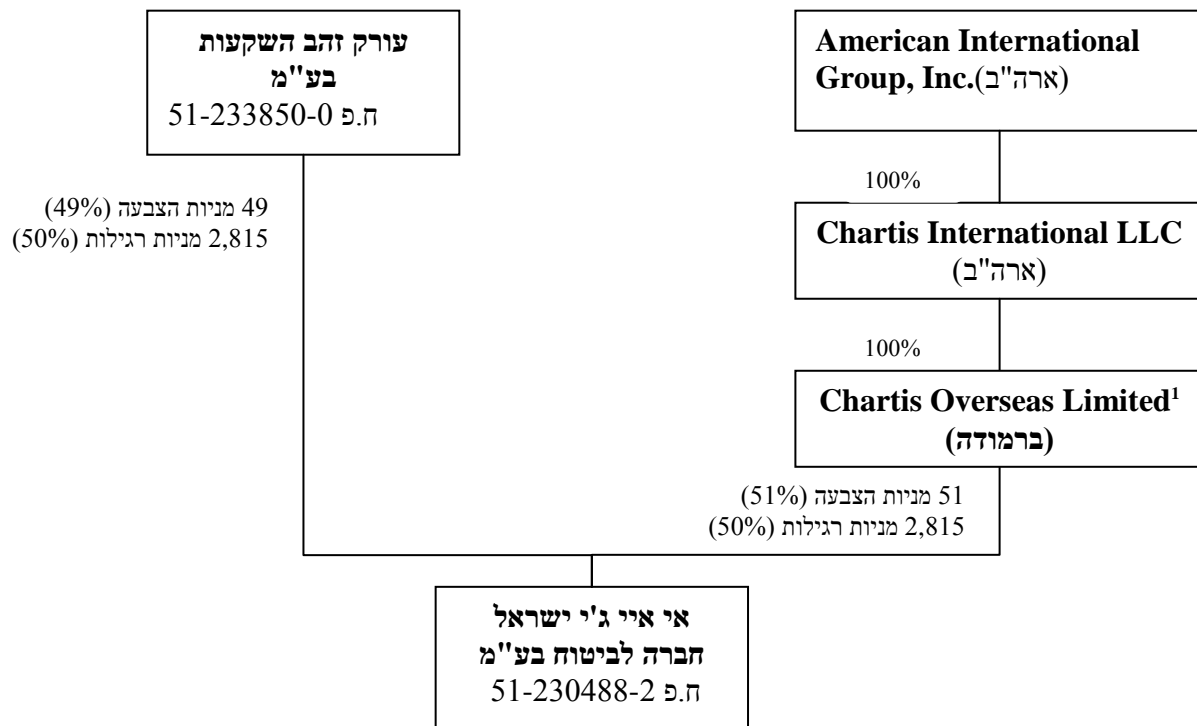 עורק זהב השקעות
בע"מ
ח.פ 51-233850-0
American International
Group, Inc.(ארה"ב)
49 מניות הצבעה (49%)
2,815 מניות רגילות (50%)
100%
Chartis International LLC
(ארה"ב)
100%
Chartis Overseas Limited¹
(ברמודה)
51 מניות הצבעה (51%)
2,815 מניות רגילות (50%)
אי איי ג'י ישראל
חברה לביטוח בע"מ
ח.פ 51-230488-2